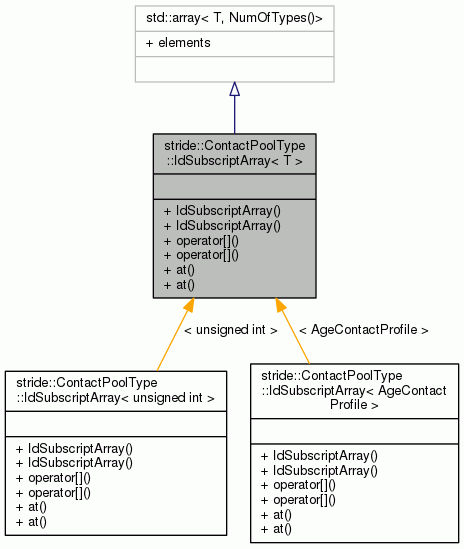 std::array< T, NumOfTypes()>
+ elements
stride::ContactPoolType
::IdSubscriptArray< T >
+ IdSubscriptArray()
+ IdSubscriptArray()
+ operator[]()
+ operator[]()
+ at()
+ at()
< unsigned int >
< AgeContactProfile >
stride::ContactPoolType
::IdSubscriptArray< unsigned int >
+ IdSubscriptArray()
+ IdSubscriptArray()
+ operator[]()
+ operator[]()
+ at()
+ at()
stride::ContactPoolType
::IdSubscriptArray< AgeContact
Profile >
+ IdSubscriptArray()
+ IdSubscriptArray()
+ operator[]()
+ operator[]()
+ at()
+ at()